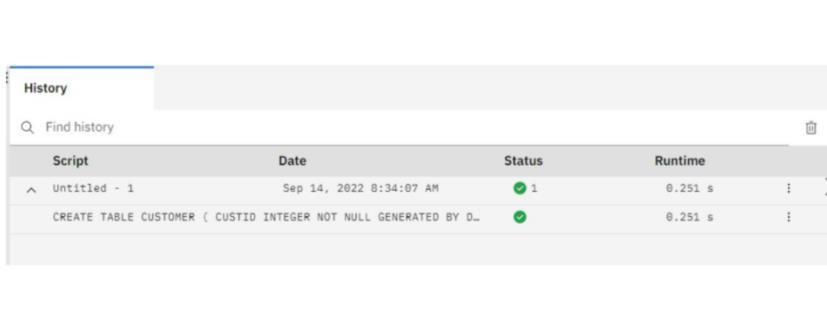 History
Find history
Script Date Status Runtime
Untitled - 1 Sep 14, 2022 8:34:07 AM 1 0.251 s
CREATE TABLE CUSTOMER ( CUSTID INTEGER NOT NULL GENERATED BY D… 0.251 s